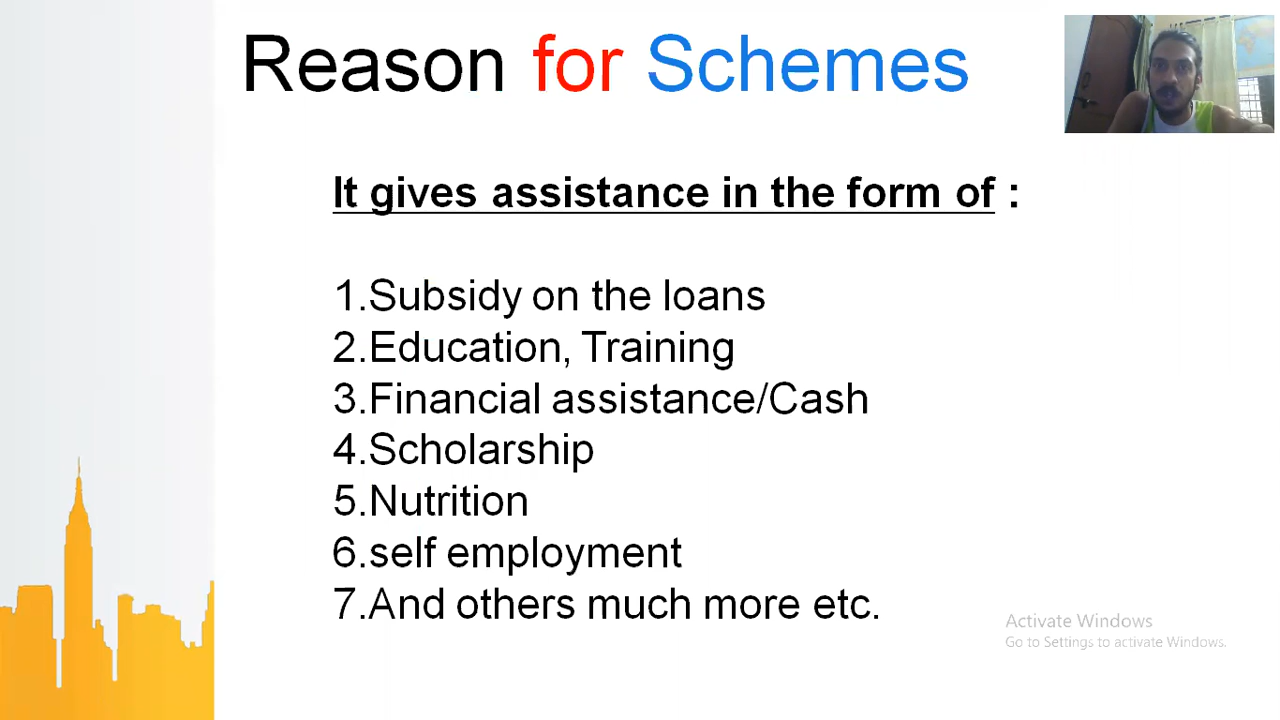 Reason for Schemes
It gives assistance in the form of :
1.Subsidy on the loans
2.Education, Training
3.Financial assistance/Cash
4.Scholarship
5.Nutrition
6.self employment
7.And others much more etc.
Activate Windows
Go to Settings to activate Windows.